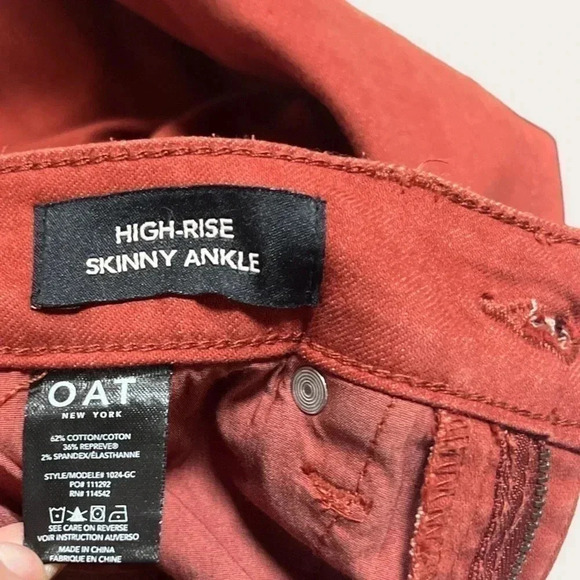 HIGH-RISE
SKINNY ANKLE
OAT
NEW YORK
62% COTTON/COTON
36% REPREVE®
2% SPANDEX/ÉLASTHANNE
STYLE/MODELE# 1024-GC
PO# 111292
RN# 114542
SEE CARE ON REVERSE
VOIR INSTRUCTION AUVERSO
MADE IN CHINA
FABRIQUE EN CHINE